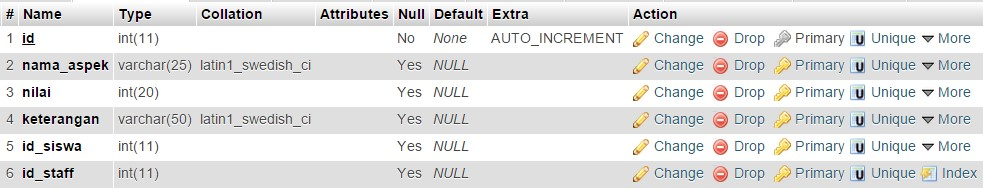 # Name Type Collation Attributes Null Default Extra Action
1 id int(11) No None AUTO_INCREMENT Change Drop Primary Unique More
2 nama_aspek varchar(25) latin1_swedish_ci Yes NULL Change Drop Primary Unique More
3 nilai int(20) Yes NULL Change Drop Primary Unique More
4 keterangan varchar(50) latin1_swedish_ci Yes NULL Change Drop Primary Unique More
5 id_siswa int(11) Yes NULL Change Drop Primary Unique More
6 id_staff int(11) Yes NULL Change Drop Primary Unique Index